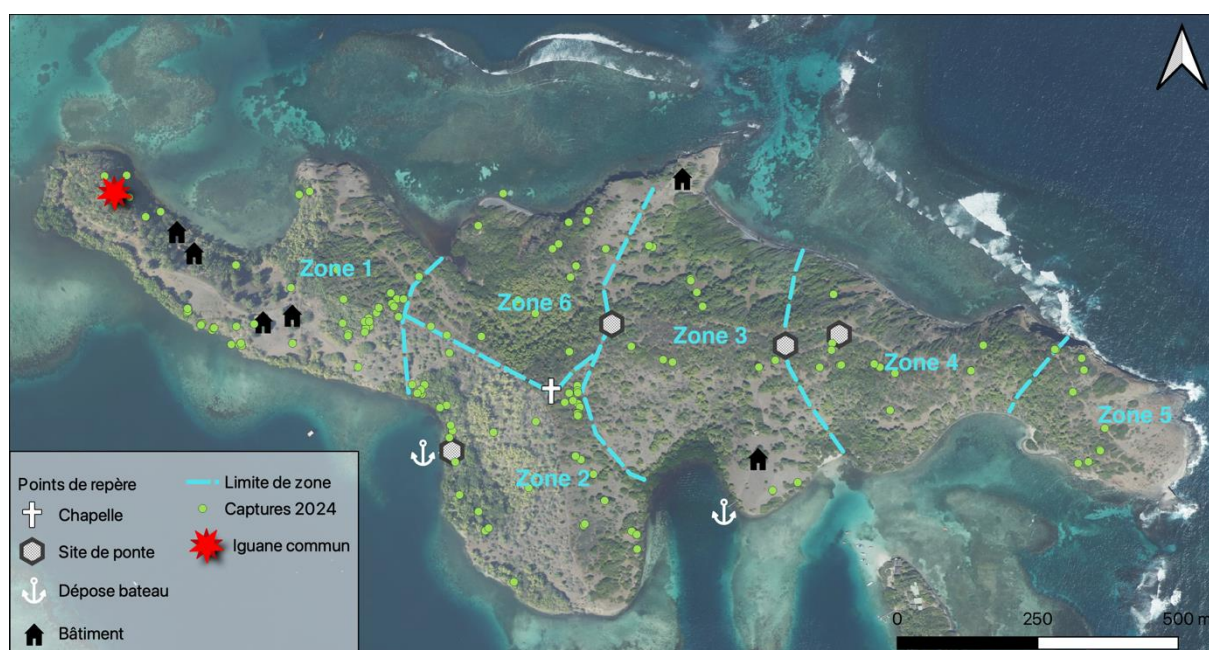 Zone 1
Zone 6
Zone 3
Zone 4
Zone 5
Zone 2
Points de repère
Chapelle
Site de ponte
Dépose bateau
Bâtiment
Limite de zone
Captures 2024
Iguane commun
0 250 500 m